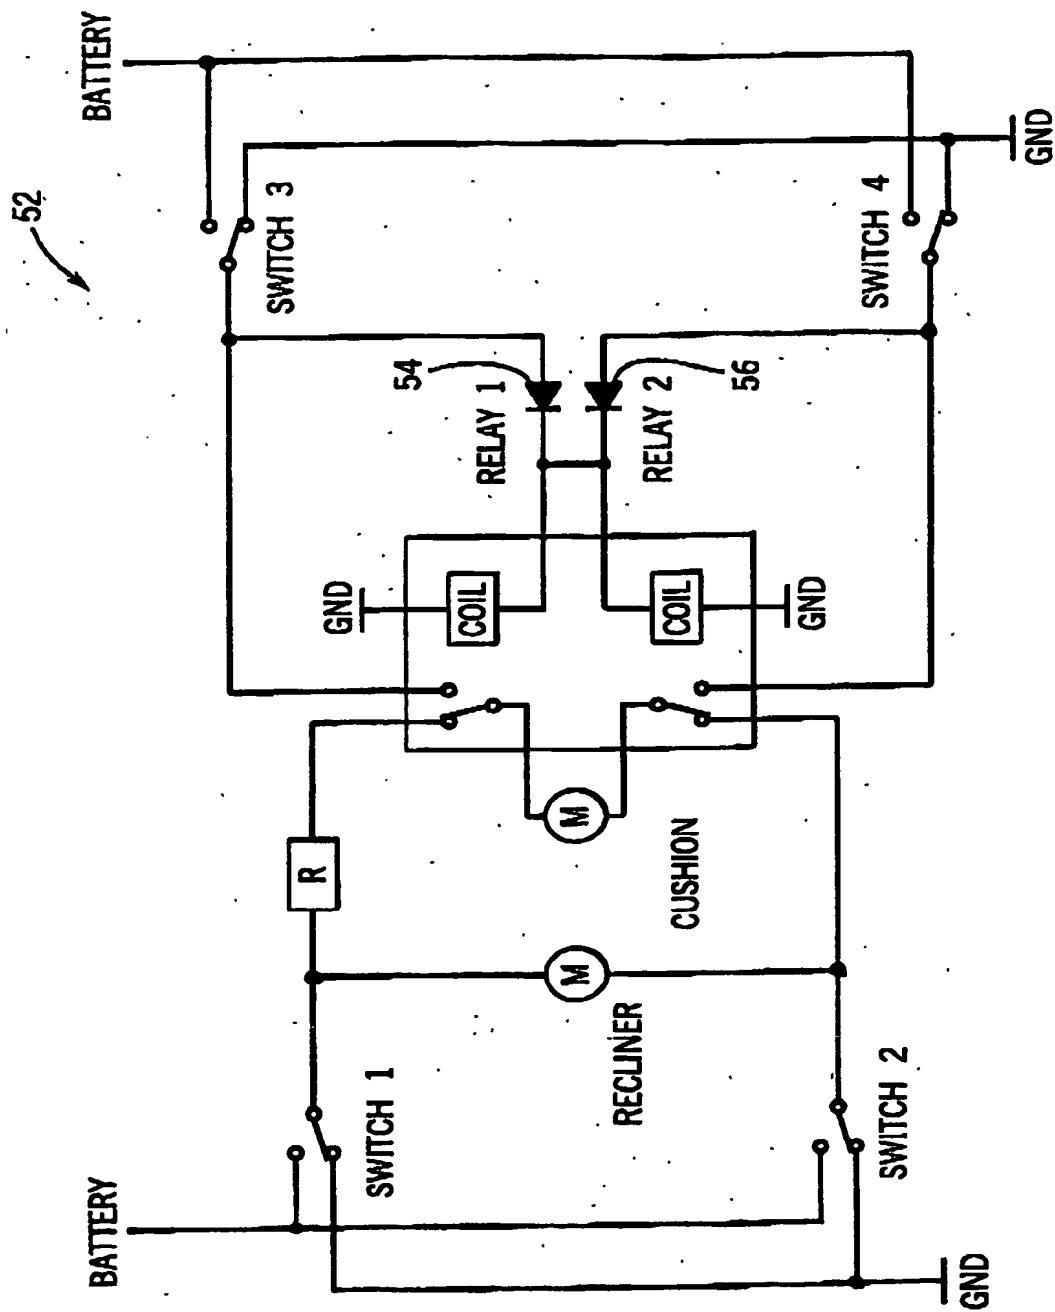 52
BATTERY
BATTERY
SWITCH 1
SWITCH 3
R
GND
COIL
54
RELAY 1
M
M
RECLINER
CUSHION
COIL
RELAY 2
56
GND
SWITCH 2
SWITCH 4
GND
GND